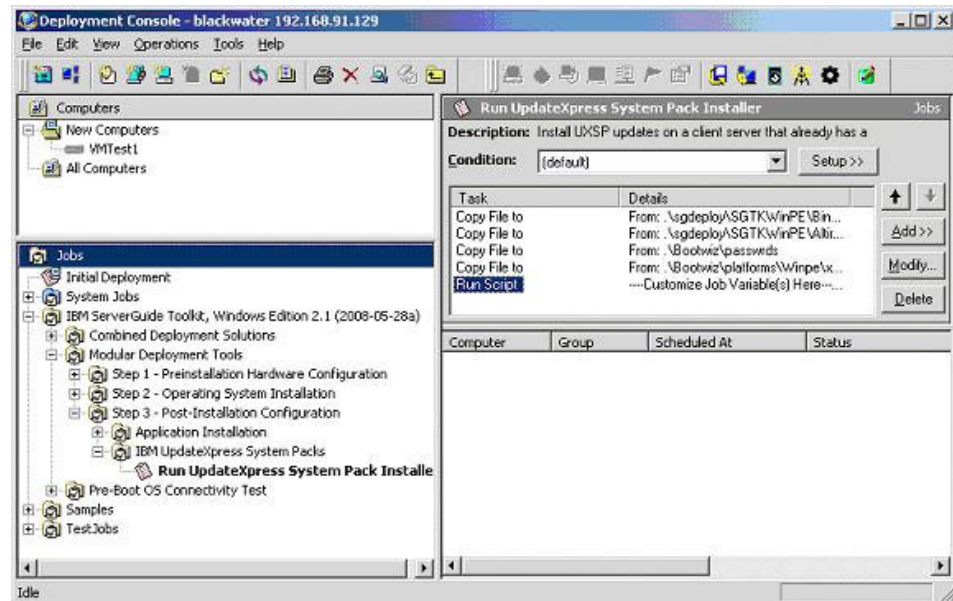 Deployment Console - blackwater 192.168.91.129
File Edit View Operations Tools Help
Computers
New Computers
VMTest1
All Computers
Jobs
Initial Deployment
System Jobs
IBM ServerGuide Toolkit, Windows Edition 2.1 (2008-05-28a)
Combined Deployment Solutions
Modular Deployment Tools
Step 1 - Preinstallation Hardware Configuration
Step 2 - Operating System Installation
Step 3 - Post-Installation Configuration
Application Installation
IBM UpdateXpress System Packs
Run UpdateXpress System Pack Installe
Pre-Boot OS Connectivity Test
Samples
TestJobs
Run UpdateXpress System Pack Installer Jobs
Description: Install UXSP updates on a client server that already has a
Condition: (default) Setup >>
Task Details
Copy File to From: .\sgdeploy\SGTKWinPE\Bin...
Copy File to From: .\sgdeploy\SGTKWinPE\Altir...
Copy File to From: .\Bootwiz\passwrds
Copy File to From: .\Bootwiz\platforms\Winpe\x...
Run Script ----Customize Job Variable(s) Here---...
Add >>
Modify...
Delete
Computer Group Scheduled At Status
Idle